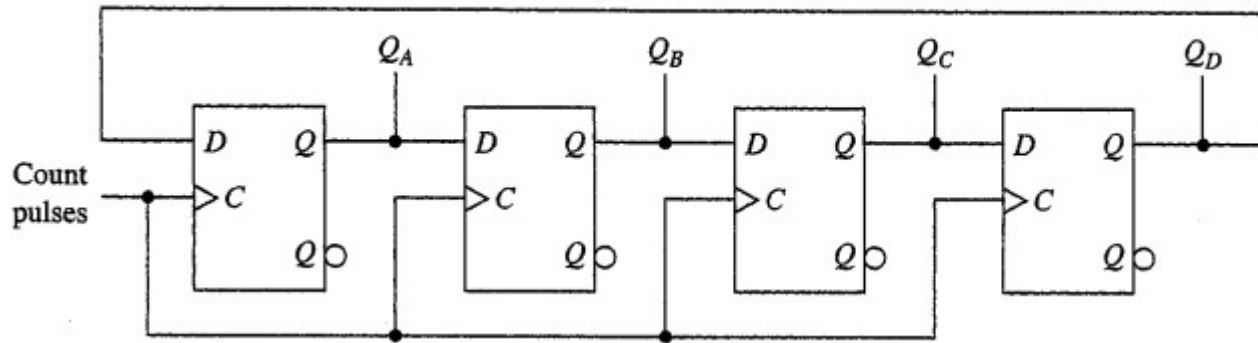 Q_A Q_B Q_C Q_D
D Q D Q D Q D Q
Count
pulses
C C C C
Q Q Q Q